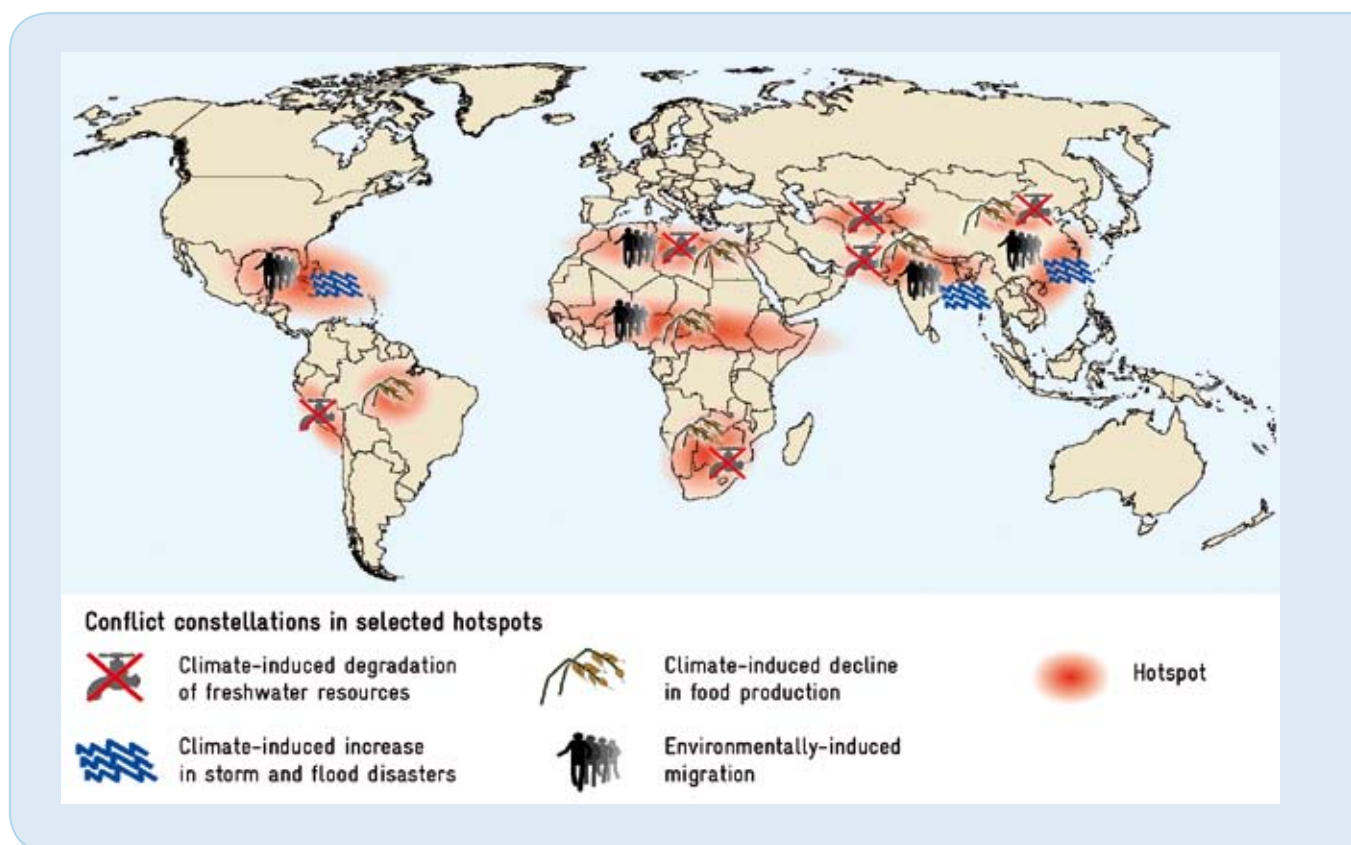 Conflict constellations in selected hotspots
Climate-induced degradation
of freshwater resources
Climate-induced increase
in storm and flood disasters
Climate-induced decline
in food production
Environmentally-induced
migration
Hotspot